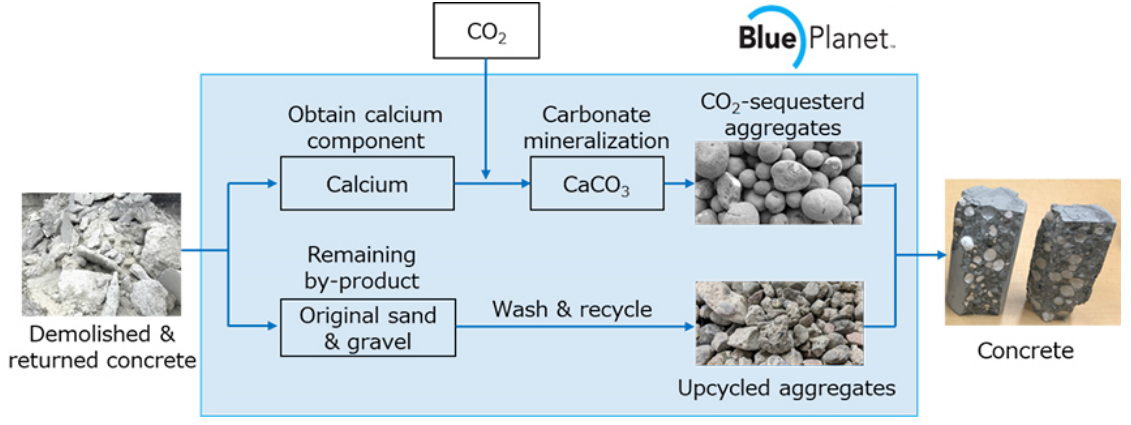 CO₂
Blue Planet™
Obtain calcium
component
Carbonate
mineralization
CO₂-sequesterd
aggregates
Calcium
CaCO₃
Remaining
by-product
Original sand
& gravel
Wash & recycle
Demolished &
returned concrete
Upcycled aggregates
Concrete